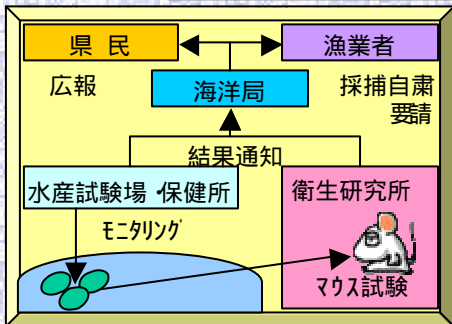 県 民
漁業者
広報
海洋局
採捕自粛
要請
結果通知
水産試験場・保健所
衛生研究所
モニタリング
マウス試験